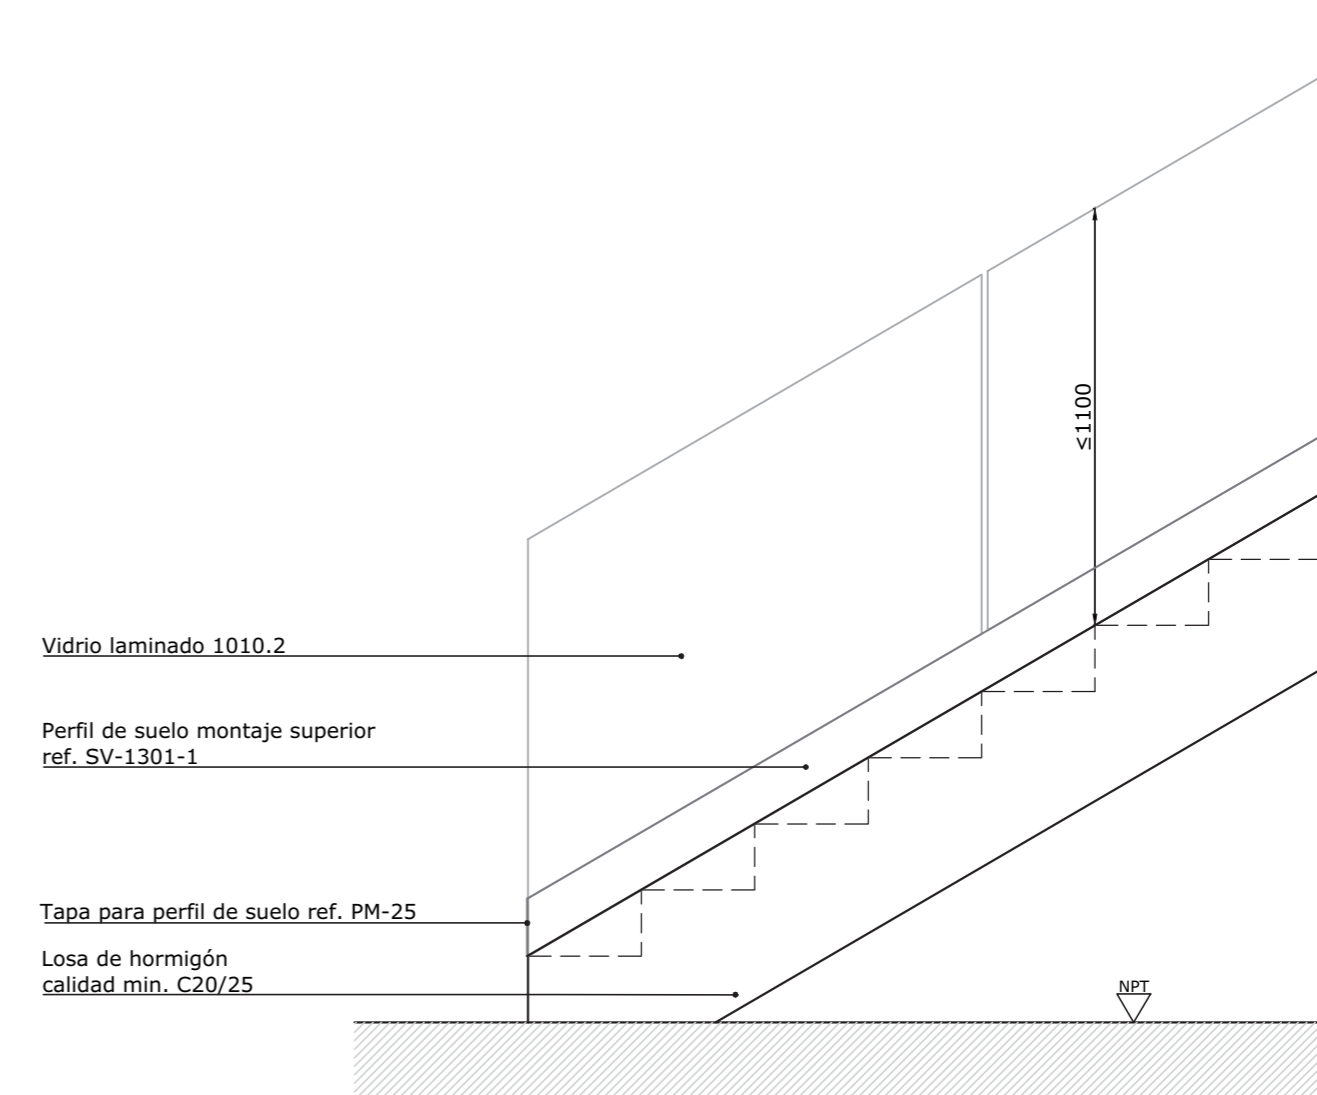 ≤1100
Vidrio laminado 1010.2
Perfil de suelo montaje superior
ref. SV-1301-1
Tapa para perfil de suelo ref. PM-25
Losa de hormigón
calidad min. C20/25
NPT